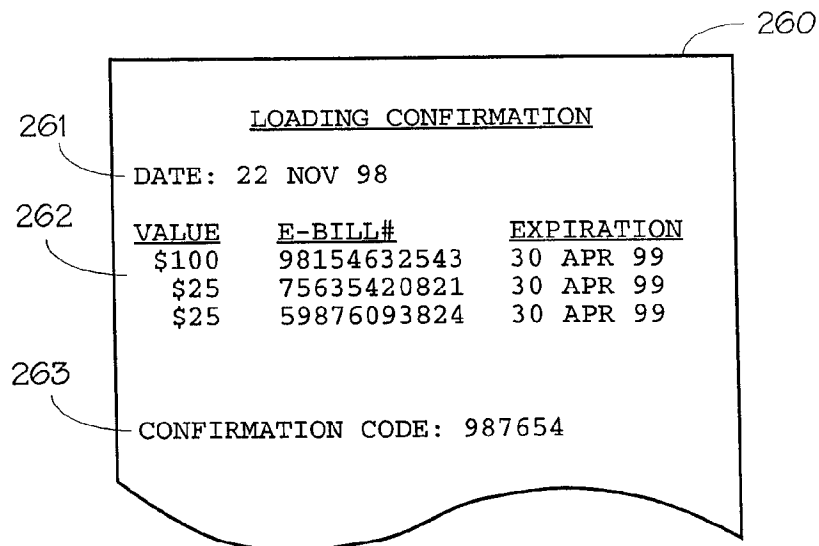 260
LOADING CONFIRMATION
261
DATE: 22 NOV 98
262
VALUE E-BILL# EXPIRATION
$100 98154632543 30 APR 99
$25 75635420821 30 APR 99
$25 59876093824 30 APR 99
263
CONFIRMATION CODE: 987654